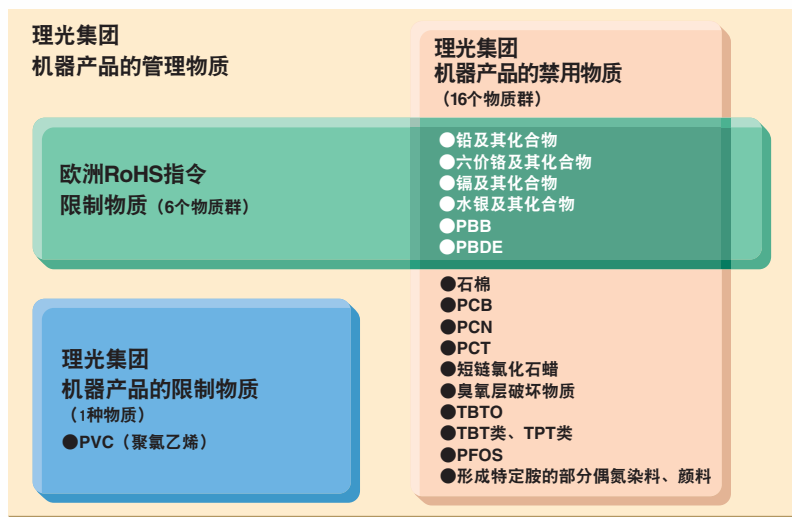 理光集团
机器产品的管理物质
理光集团
机器产品的禁用物质
（16个物质群）
欧洲RoHS指令
限制物质（6个物质群）
●铅及其化合物
●六价铬及其化合物
●镉及其化合物
●水银及其化合物
●PBB
●PBDE
●石棉
●PCB
●PCN
●PCT
●短链氯化石蜡
●臭氧层破坏物质
●TBTO
●TBT类、TPT类
●PFOS
●形成特定胺的部分偶氮染料、颜料
理光集团
机器产品的限制物质
（1种物质）
●PVC（聚氯乙烯）